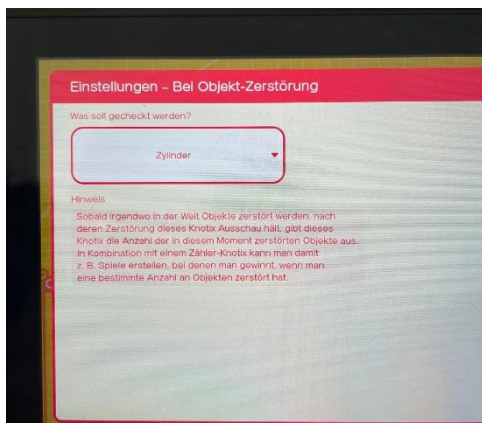 Einstellungen – Bei Objekt-Zerstörung
Was soll gecheckt werden?
Zylinder
Hinweis
Sobald irgendwo in der Welt Objekte zerstört werden, nach
deren Zerstörung dieses Knotix Ausschau hält, gibt dieses
Knotix die Anzahl der in diesem Moment zerstörten Objekte aus.
In Kombination mit einem Zähler-Knotix kann man damit
z. B. Spiele erstellen, bei denen man gewinnt, wenn man
eine bestimmte Anzahl an Objekten zerstört hat.